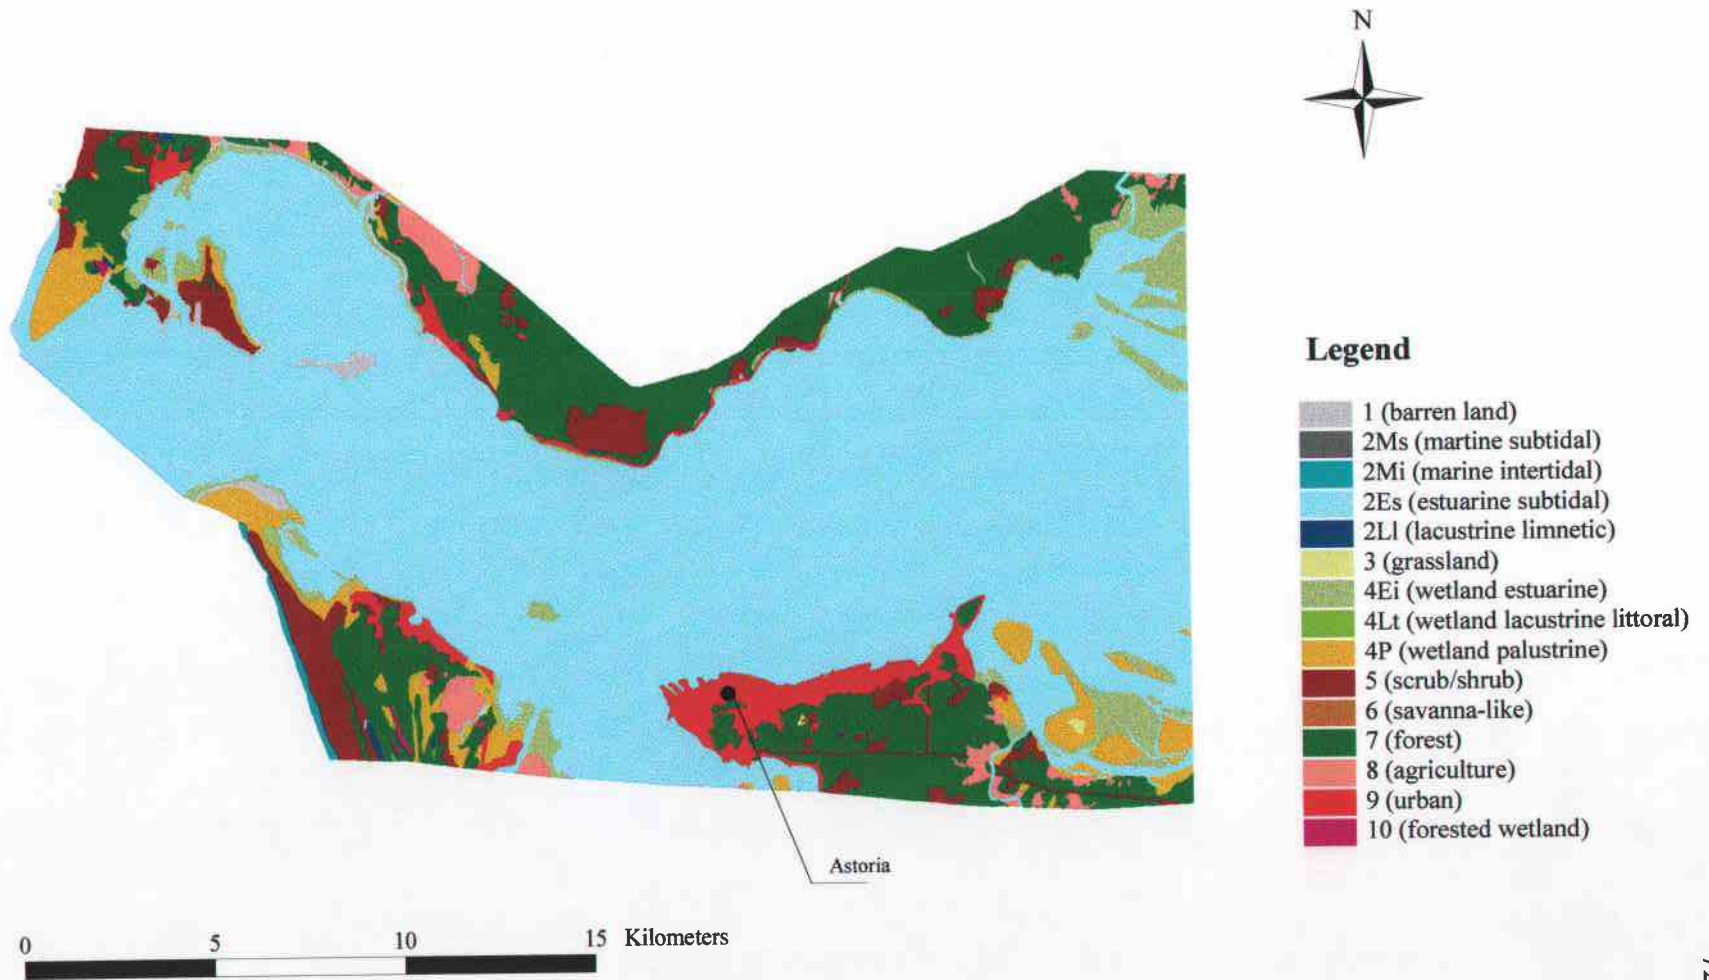 N
Legend
1 (barren land)
2Ms (martine subtidal)
2Mi (marine intertidal)
2Es (estuarine subtidal)
2Ll (lacustrine limnetic)
3 (grassland)
4Ei (wetland estuarine)
4Lt (wetland lacustrine littoral)
4P (wetland palustrine)
5 (scrub/shrub)
6 (savanna-like)
7 (forest)
8 (agriculture)
9 (urban)
10 (forested wetland)
Astoria
0 5 10 15 Kilometers